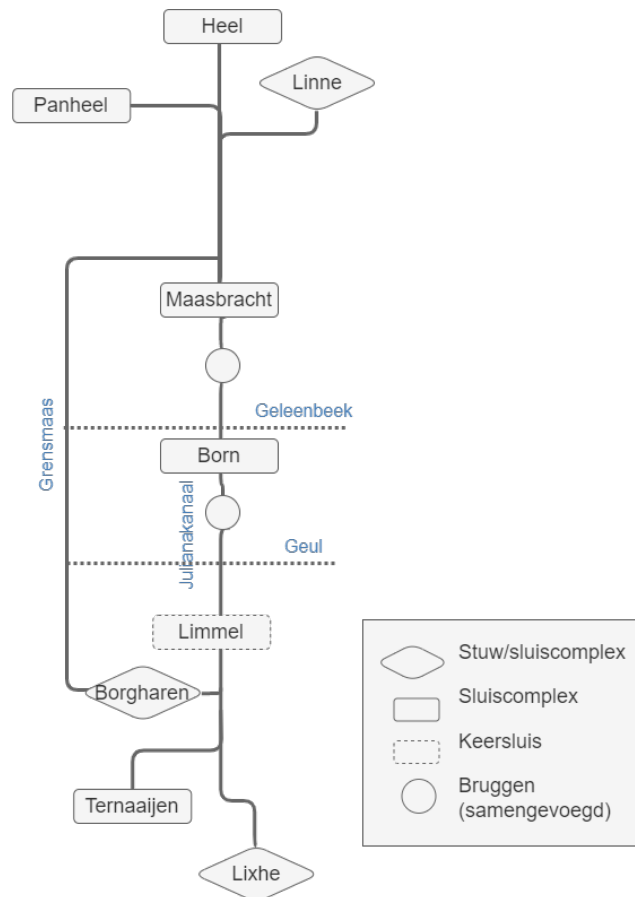 Heel
Linne
Panheel
Maasbracht
Geleenbeek
Grensmaas
Born
Julianakanaal
Geul
Limmel
Borgharen
Ternaaijen
Lixhe
Stuw/sluiscomplex
Sluiscomplex
Keersluis
Bruggen
(samengevoegd)